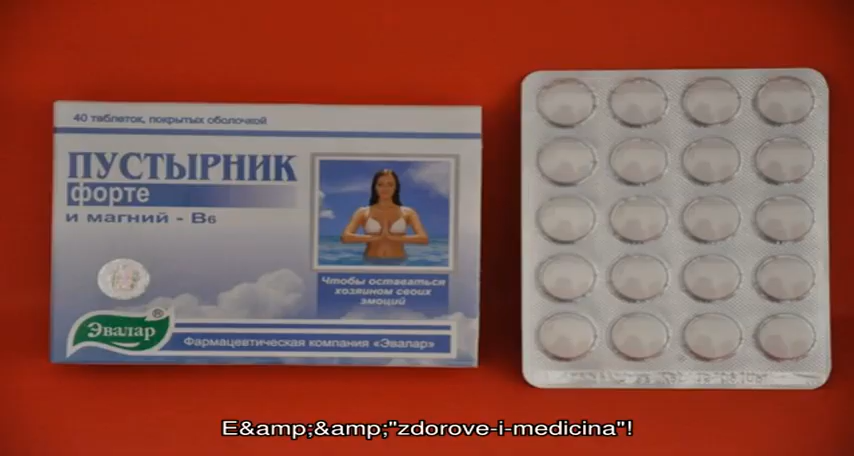 40 таблеток, покрытых оболочкой
ПУСТЫРНИК
форте
и магний - В6
Чтобы оставаться
хозяином своих
эмоций
Эвалар®
Фармацевтическая компания «Эвалар»
E&amp;&amp;"zdorove-i-medicina"!